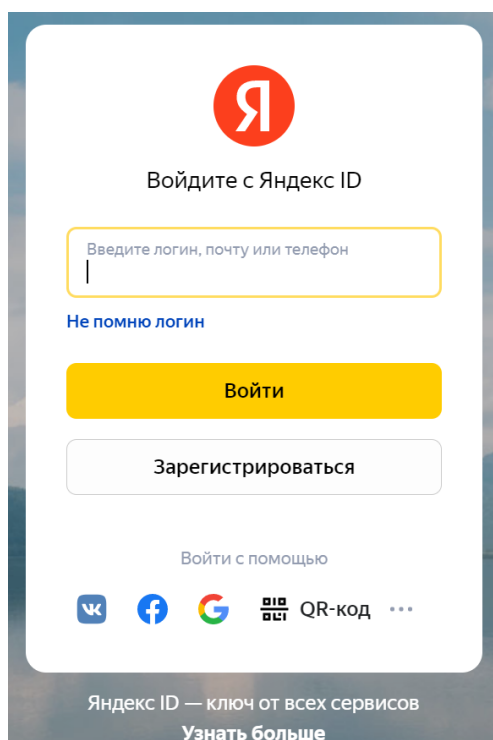 Я
Войдите с Яндекс ID
Введите логин, почту или телефон
Не помню логин
Войти
Зарегистрироваться
Войти с помощью
QR-код
Яндекс ID — ключ от всех сервисов
Узнать больше